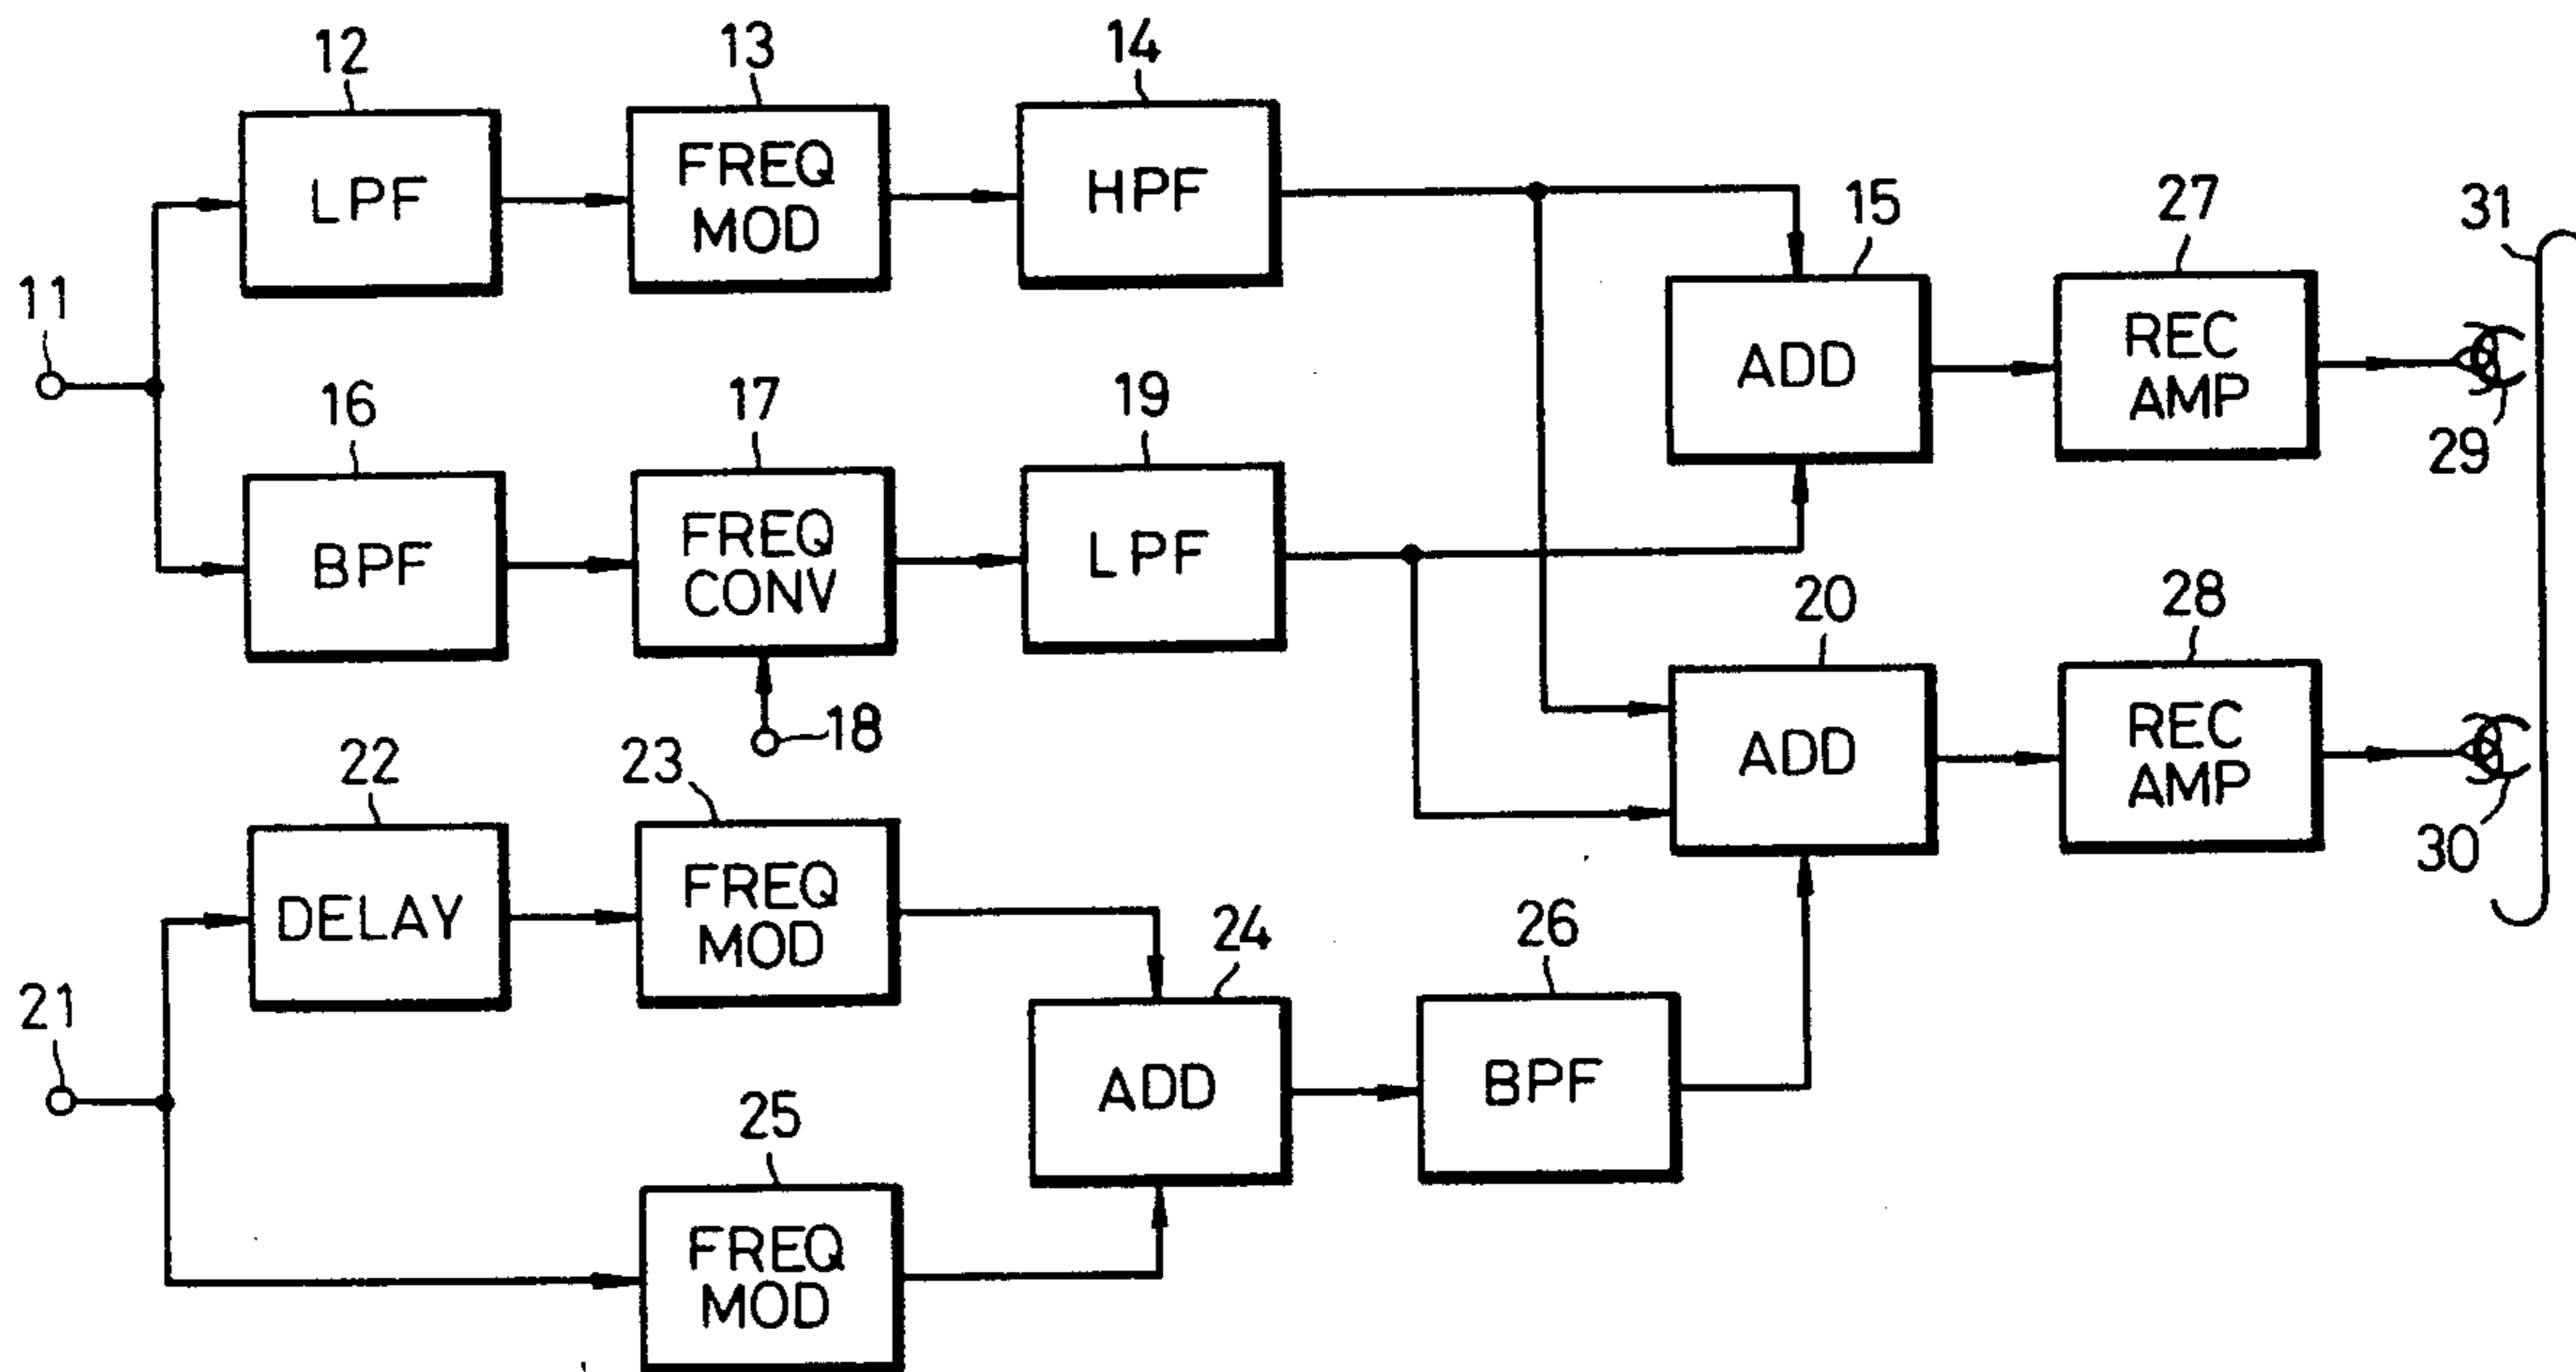 12
LPF
13
FREQ
MOD
14
HPF
11
16
BPF
17
FREQ
CONV
18
19
LPF
15
ADD
27
REC
AMP
29
31
20
ADD
28
REC
AMP
30
21
22
DELAY
23
FREQ
MOD
25
FREQ
MOD
24
ADD
26
BPF